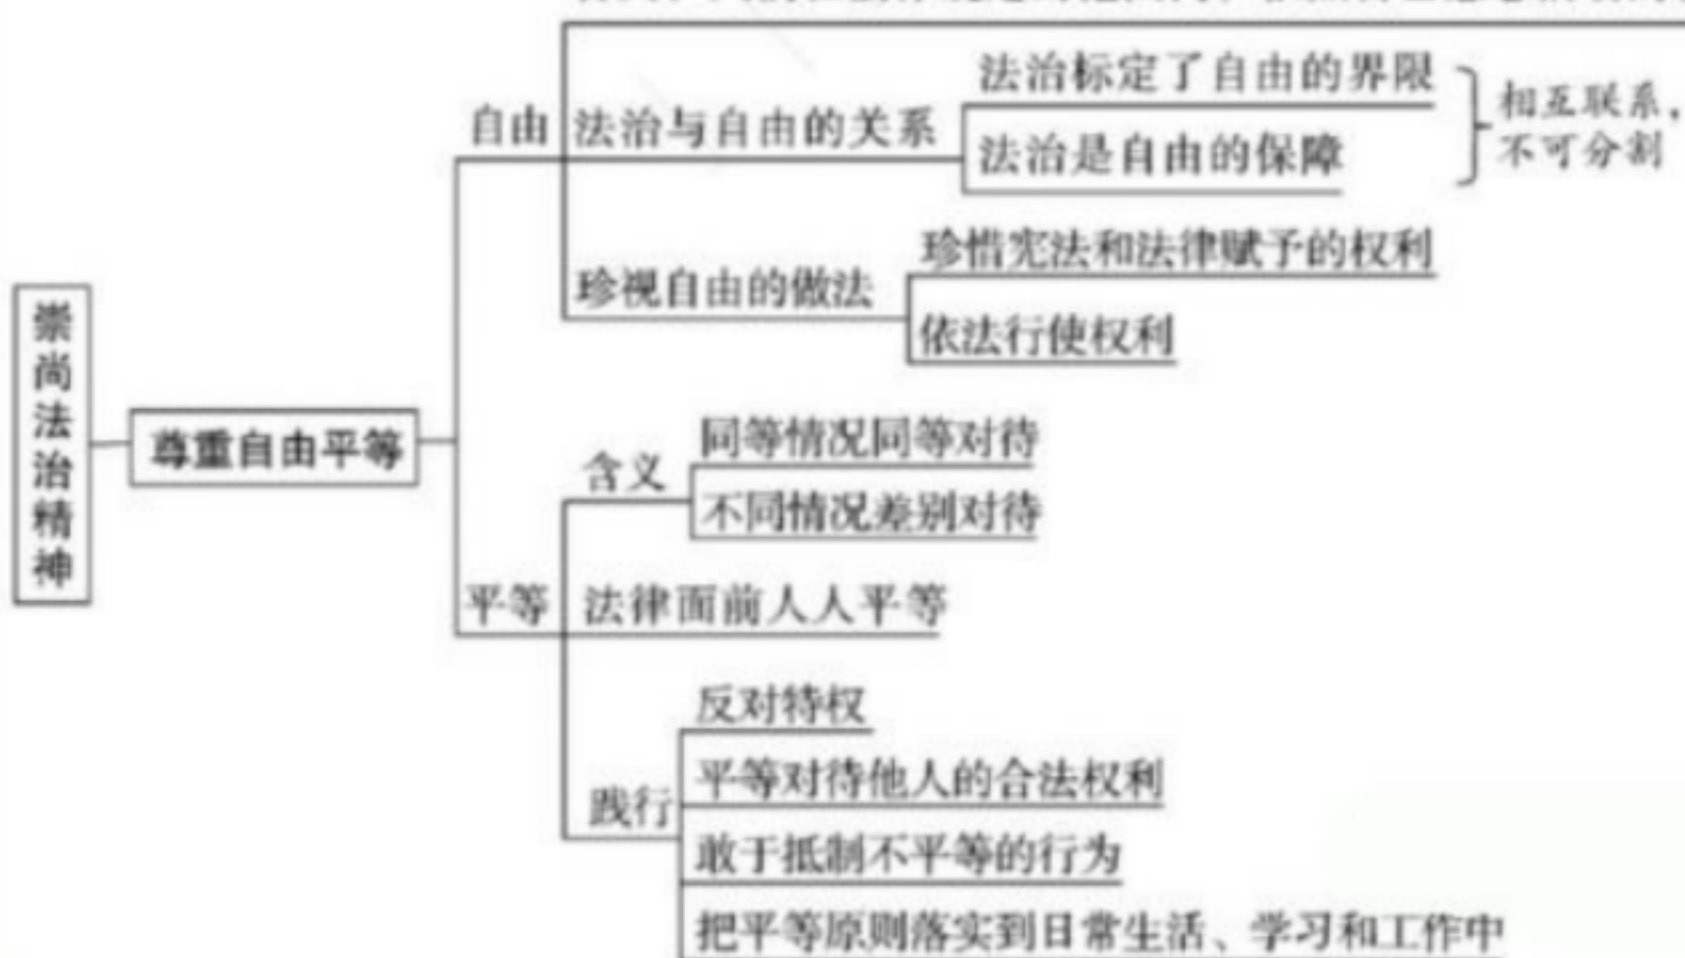 自由
法治与自由的关系
法治标定了自由的界限
法治是自由的保障
相互联系，
不可分割
珍视自由的做法
珍惜宪法和法律赋予的权利
依法行使权利
崇尚法治精神
尊重自由平等
含义
同等情况同等对待
不同情况差别对待
平等
法律面前人人平等
践行
反对特权
平等对待他人的合法权利
敢于抵制不平等的行为
把平等原则落实到日常生活、学习和工作中